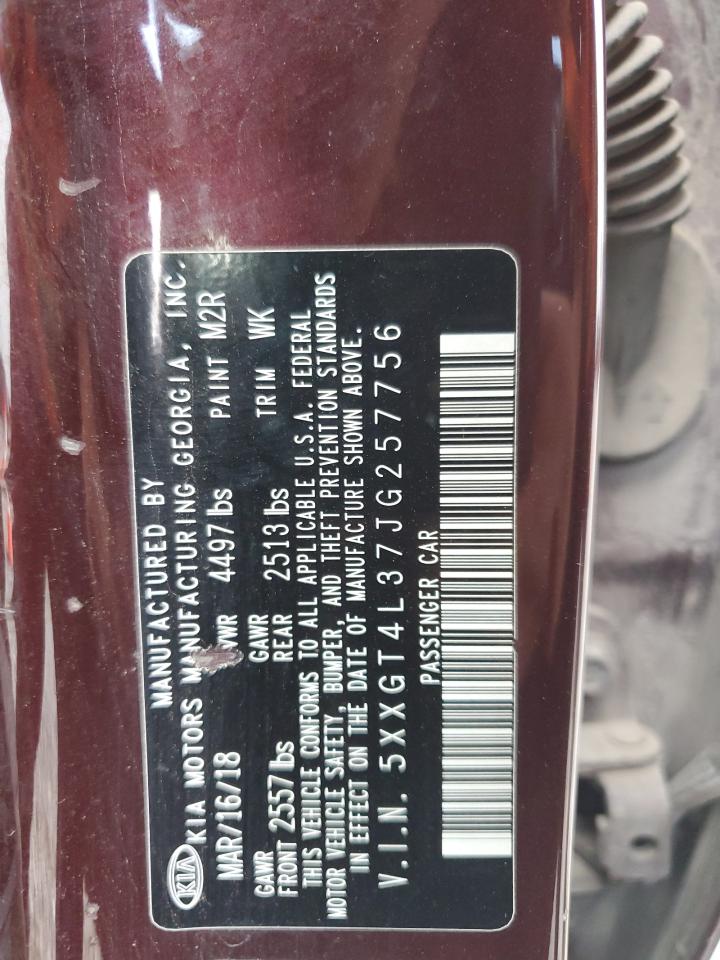 MANUFACTURED BY
KIA KIA MOTORS MANUFACTURING GEORGIA, INC.
MAR/16/18 VWR 4497 lbs PAINT M2R
GAWR FRONT 2557 lbs GAWR REAR 2513 lbs TRIM WK
THIS VEHICLE CONFORMS TO ALL APPLICABLE U.S.A. FEDERAL
MOTOR VEHICLE SAFETY, BUMPER, AND THEFT PREVENTION STANDARDS
IN EFFECT ON THE DATE OF MANUFACTURE SHOWN ABOVE.
V.I.N. 5XXGT4L37JG257756
PASSENGER CAR